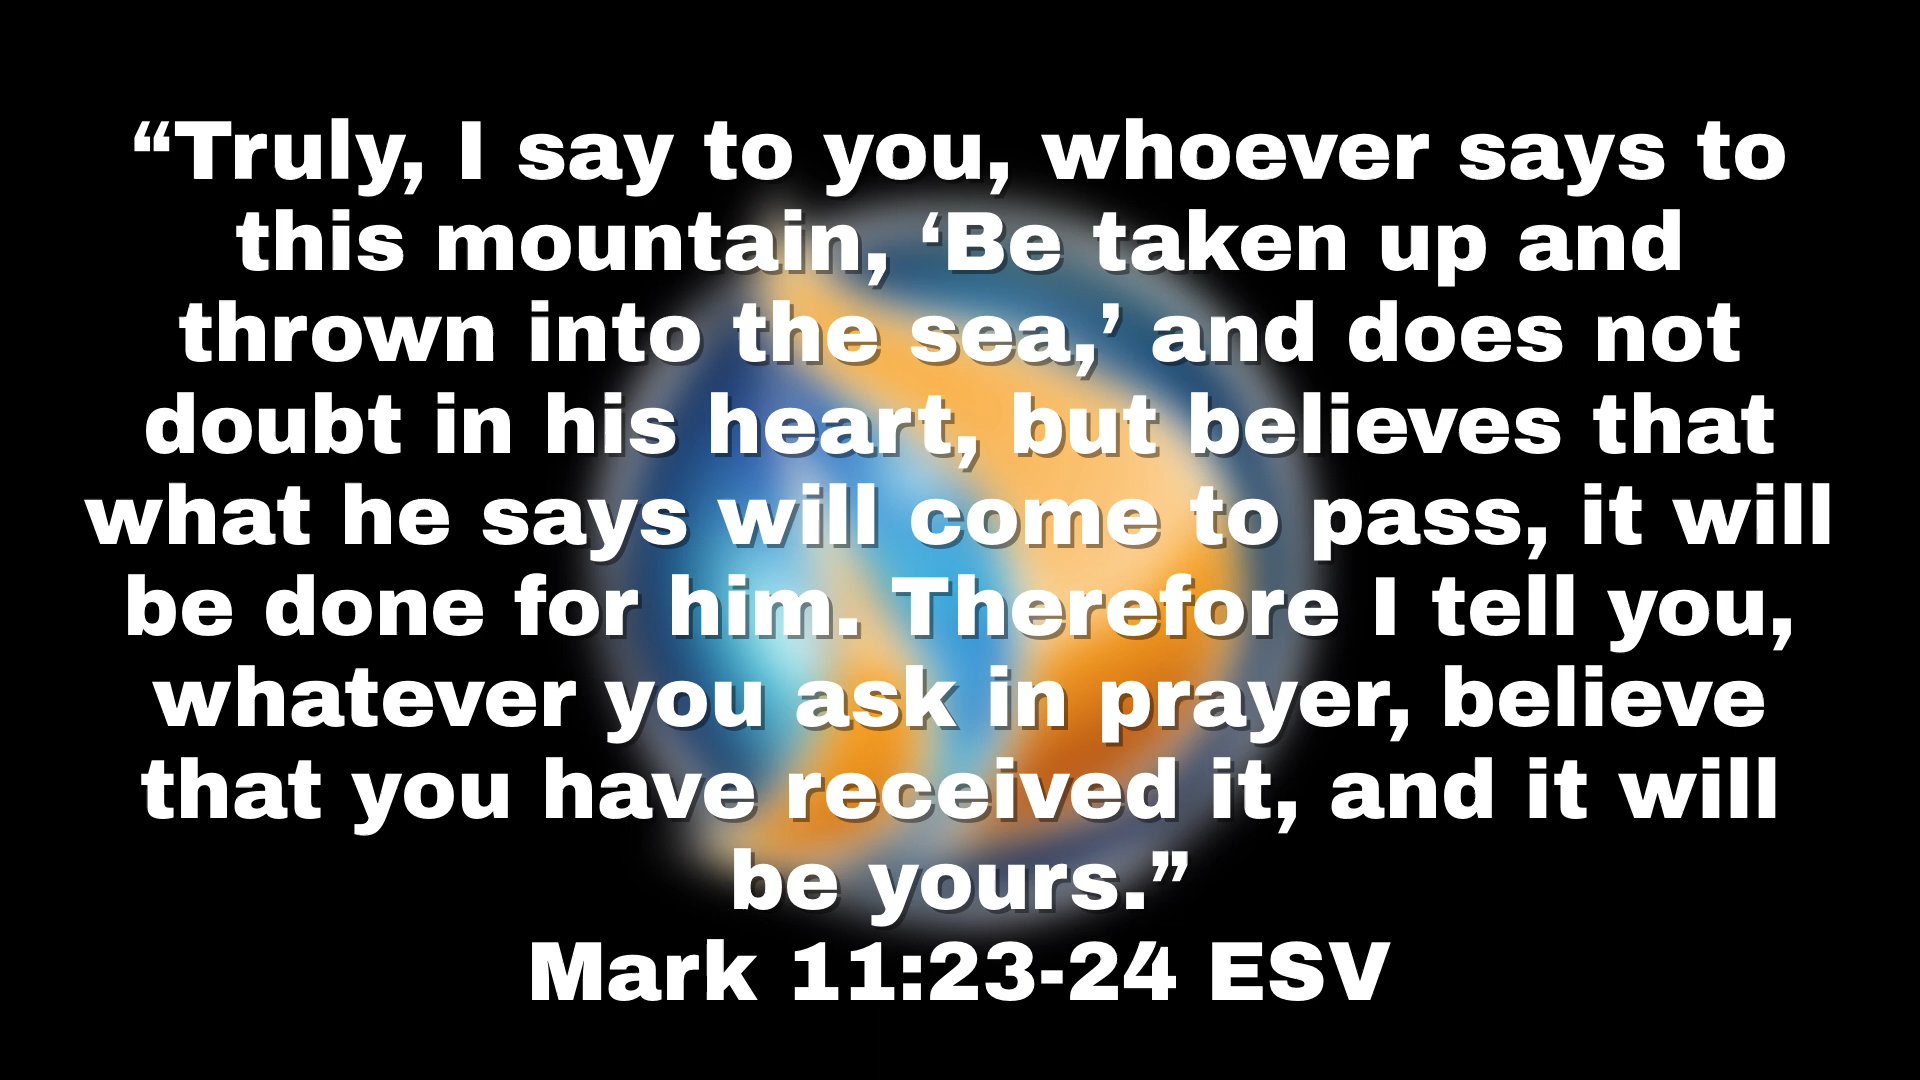 “Truly, I say to you, whoever says to
this mountain, ‘Be taken up and
thrown into the sea,’ and does not
doubt in his heart, but believes that
what he says will come to pass, it will
be done for him. Therefore I tell you,
whatever you ask in prayer, believe
that you have received it, and it will
be yours.”
Mark 11:23-24 ESV